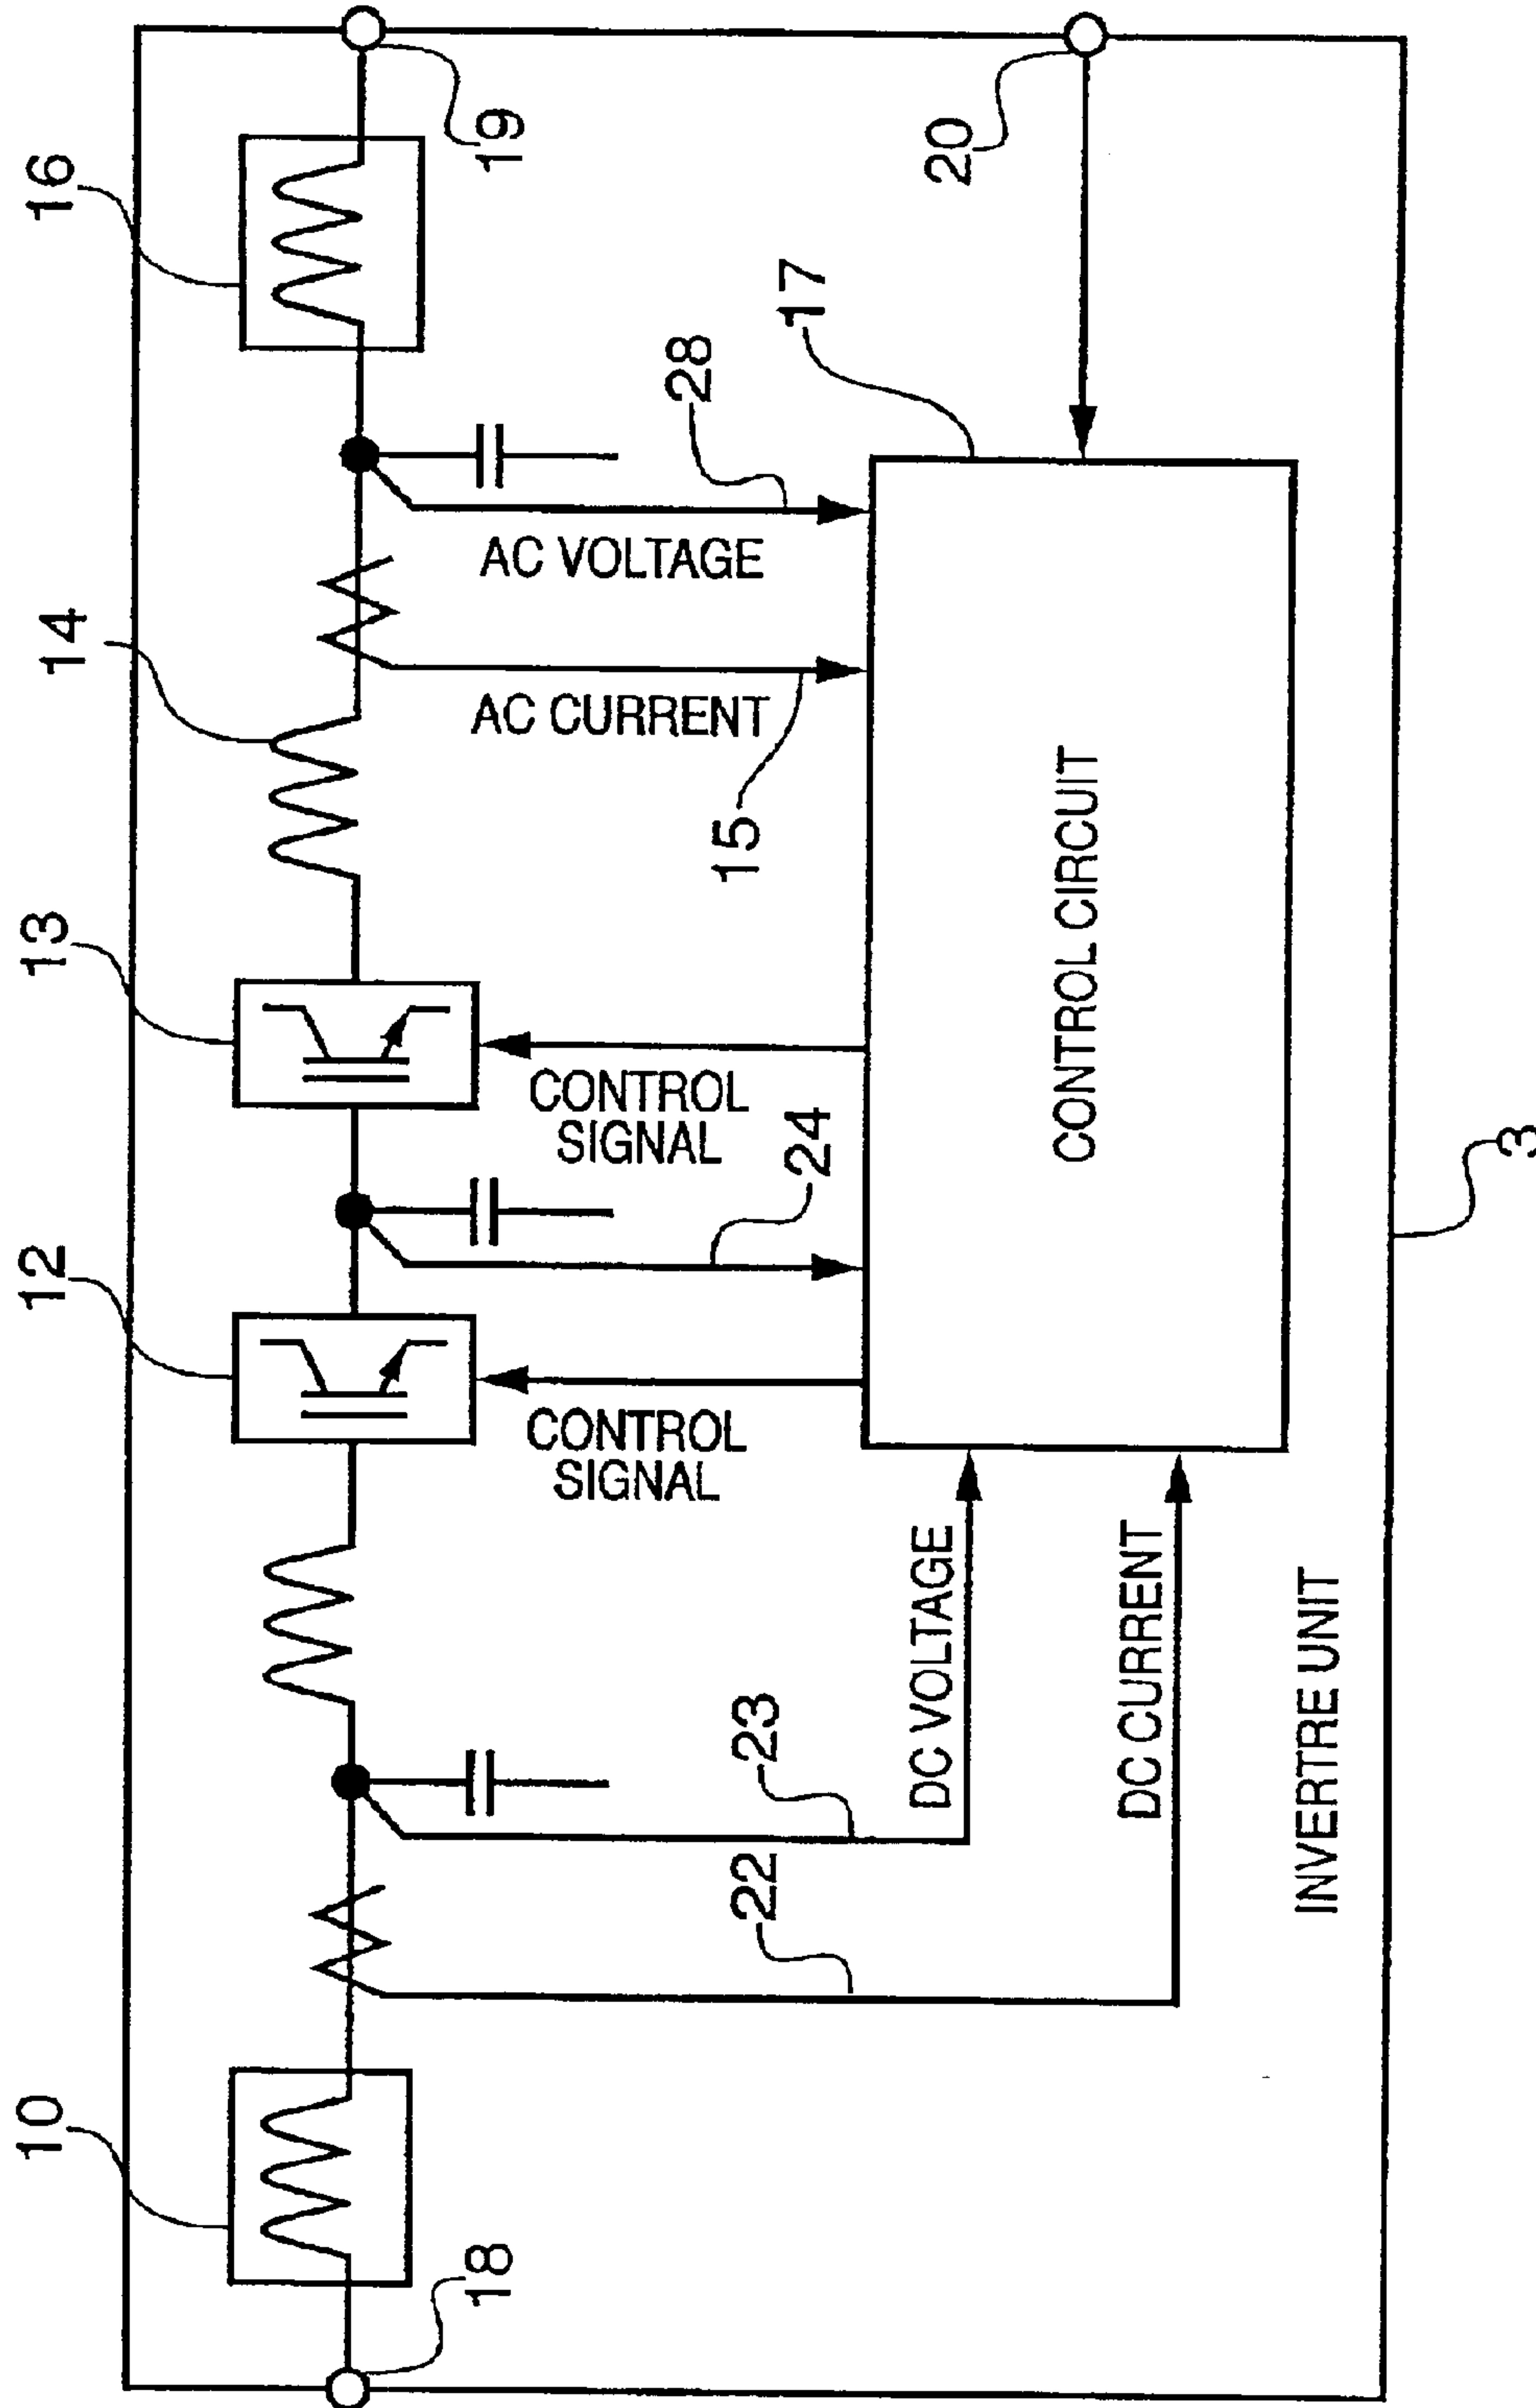 10
12
13
14
16
18
19
22
23
24
15
28
17
20
CONTROL
SIGNAL
CONTROL
SIGNAL
AC CURRENT
AC VOLTAGE
DC VOLTAGE
DC CURRENT
CONTROL CIRCUIT
INVERTRE UNIT
3